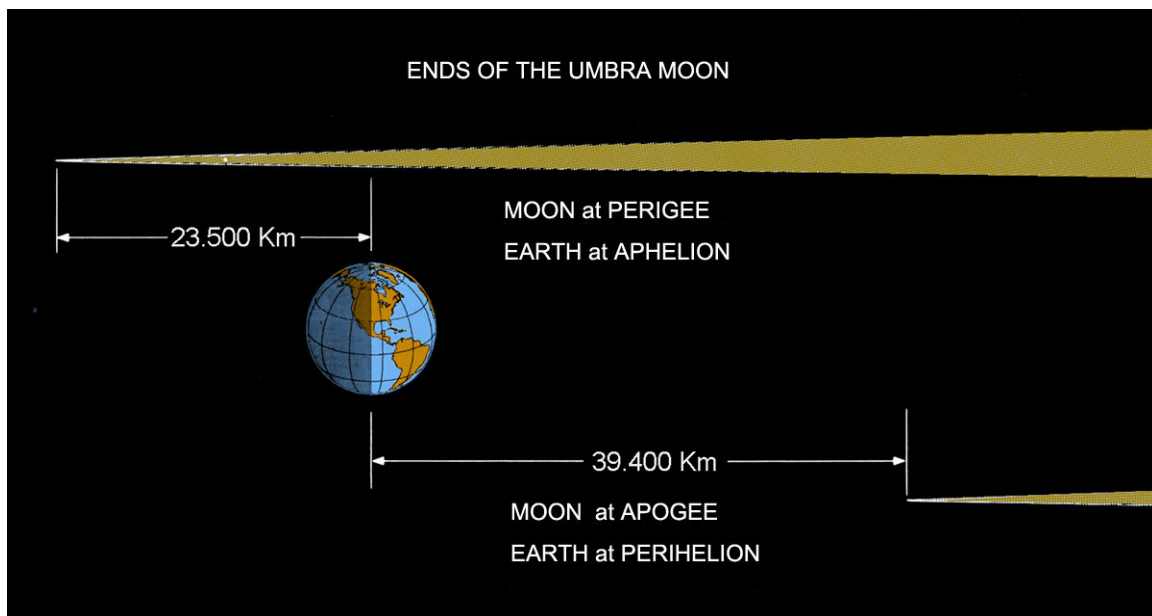 ENDS OF THE UMBRA MOON
MOON at PERIGEE
23.500 Km
EARTH at APHELION
39.400 Km
MOON at APOGEE
EARTH at PERIHELION